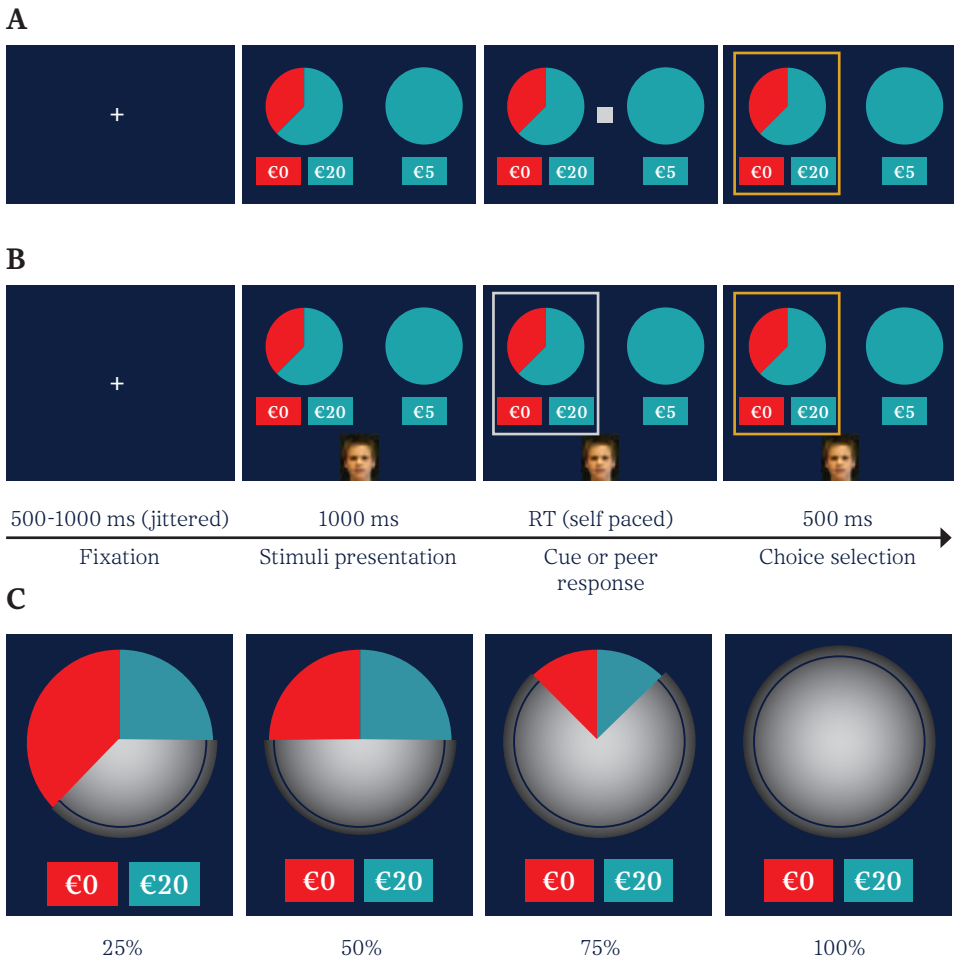 A
+
€0 €20 €5
€0 €20 €5
€0 €20 €5
B
+
€0 €20 €5
€0 €20 €5
€0 €20 €5
500-1000 ms (jittered)
1000 ms
RT (self paced)
500 ms
Fixation
Stimuli presentation
Cue or peer
response
Choice selection
C
€0 €20
€0 €20
€0 €20
€0 €20
25%
50%
75%
100%